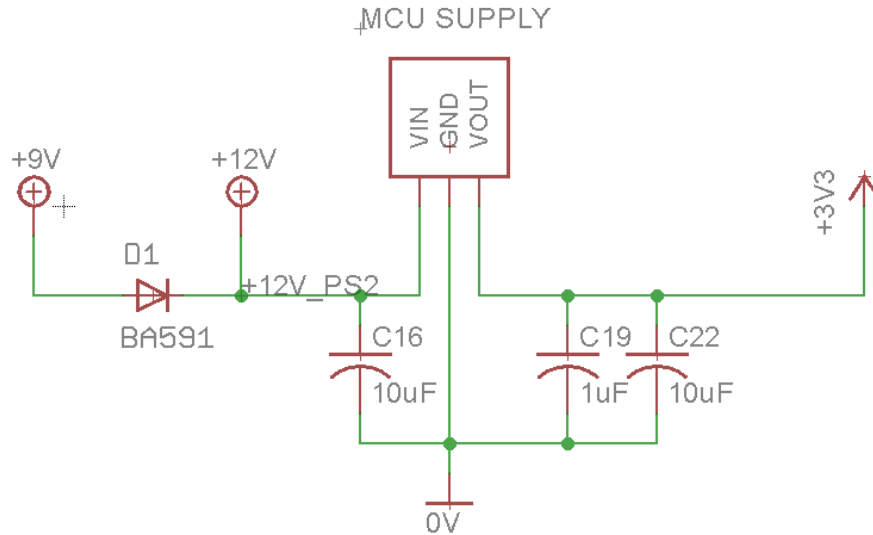 MCU SUPPLY
VIN
GND
VOUT
+9V
+12V
+3V3
D1
+12V_PS2
BA591
C16
10uF
C19
1uF
C22
10uF
0V